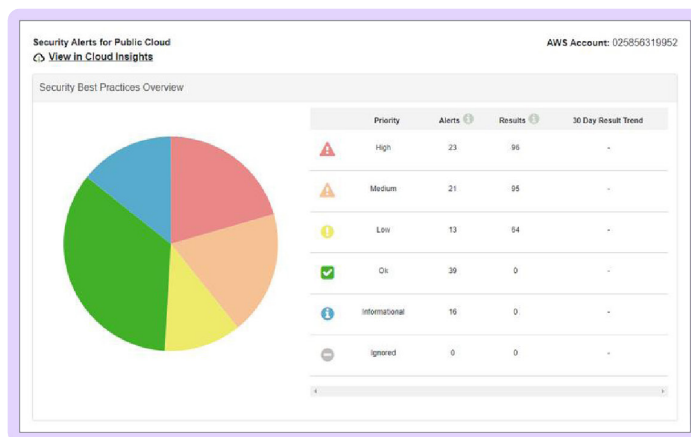 Security Alerts for Public Cloud
AWS Account: 025856319952
View in Cloud Insights
Security Best Practices Overview
Priority Alerts Results 30 Day Result Trend
High 23 96 -
Medium 21 95 -
Low 13 64 -
Ok 39 0 -
Informational 16 0 -
Ignored 0 0 -